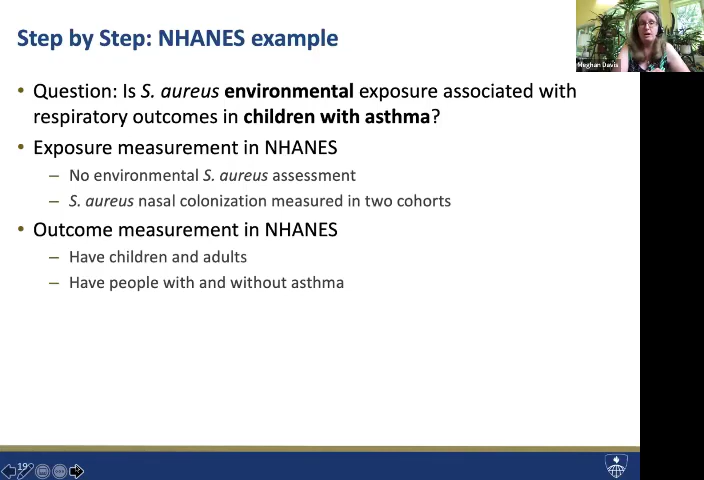 Step by Step: NHANES example
Meghan Davis
• Question: Is S. aureus environmental exposure associated with
respiratory outcomes in children with asthma?
• Exposure measurement in NHANES
– No environmental S. aureus assessment
– S. aureus nasal colonization measured in two cohorts
• Outcome measurement in NHANES
– Have children and adults
– Have people with and without asthma
19